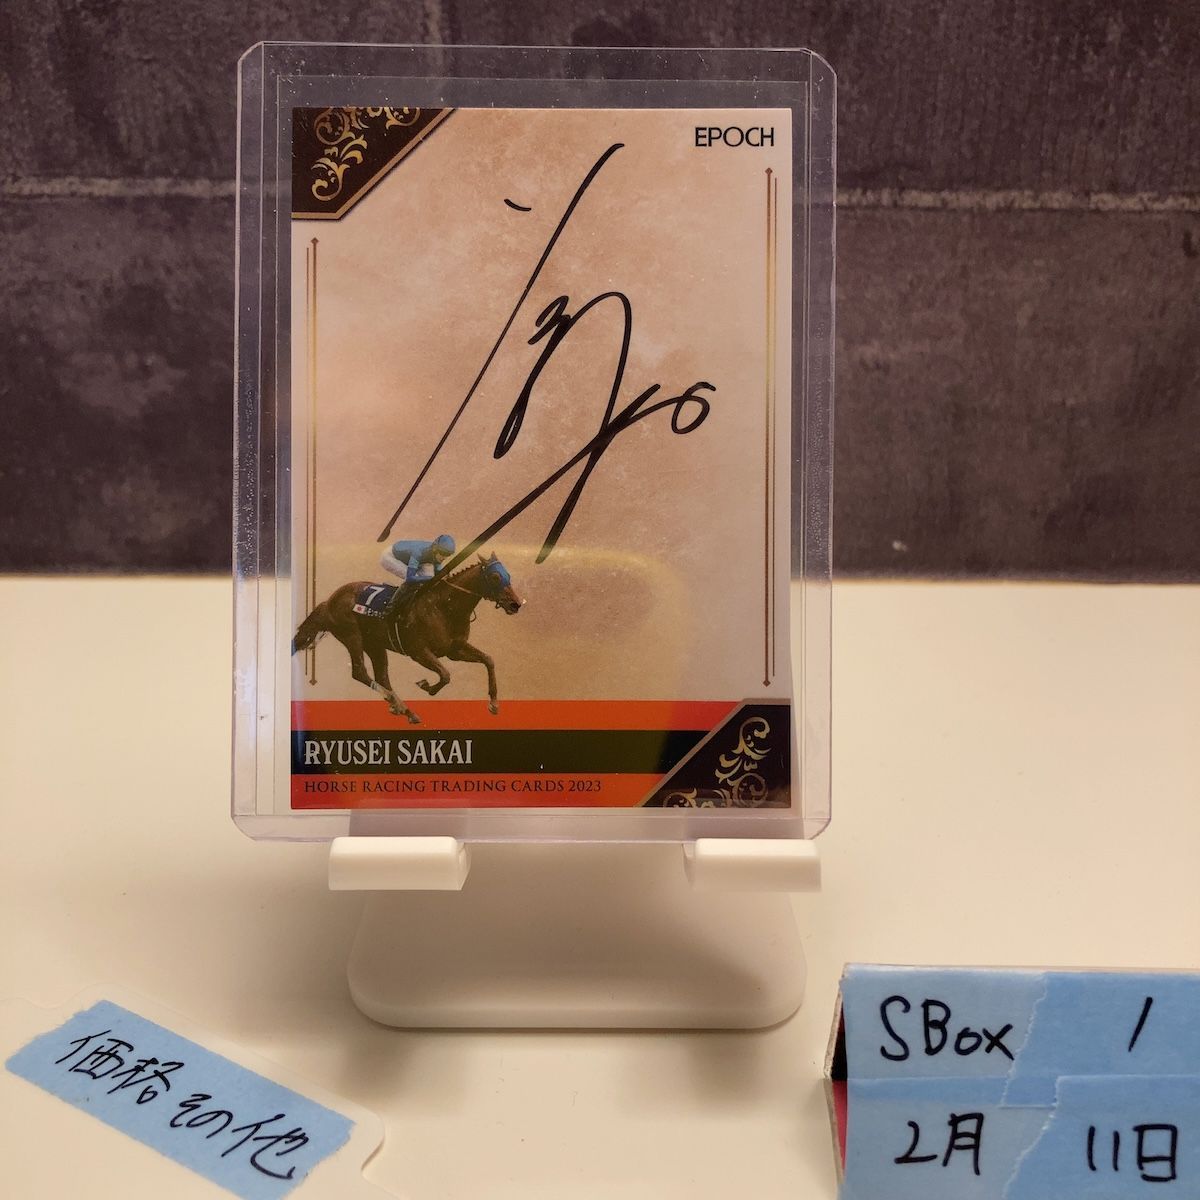 EPOCH
7
RYUSEI SAKAI
HORSE RACING TRADING CARDS 2023
価格その他
SBox 1
2月 11日